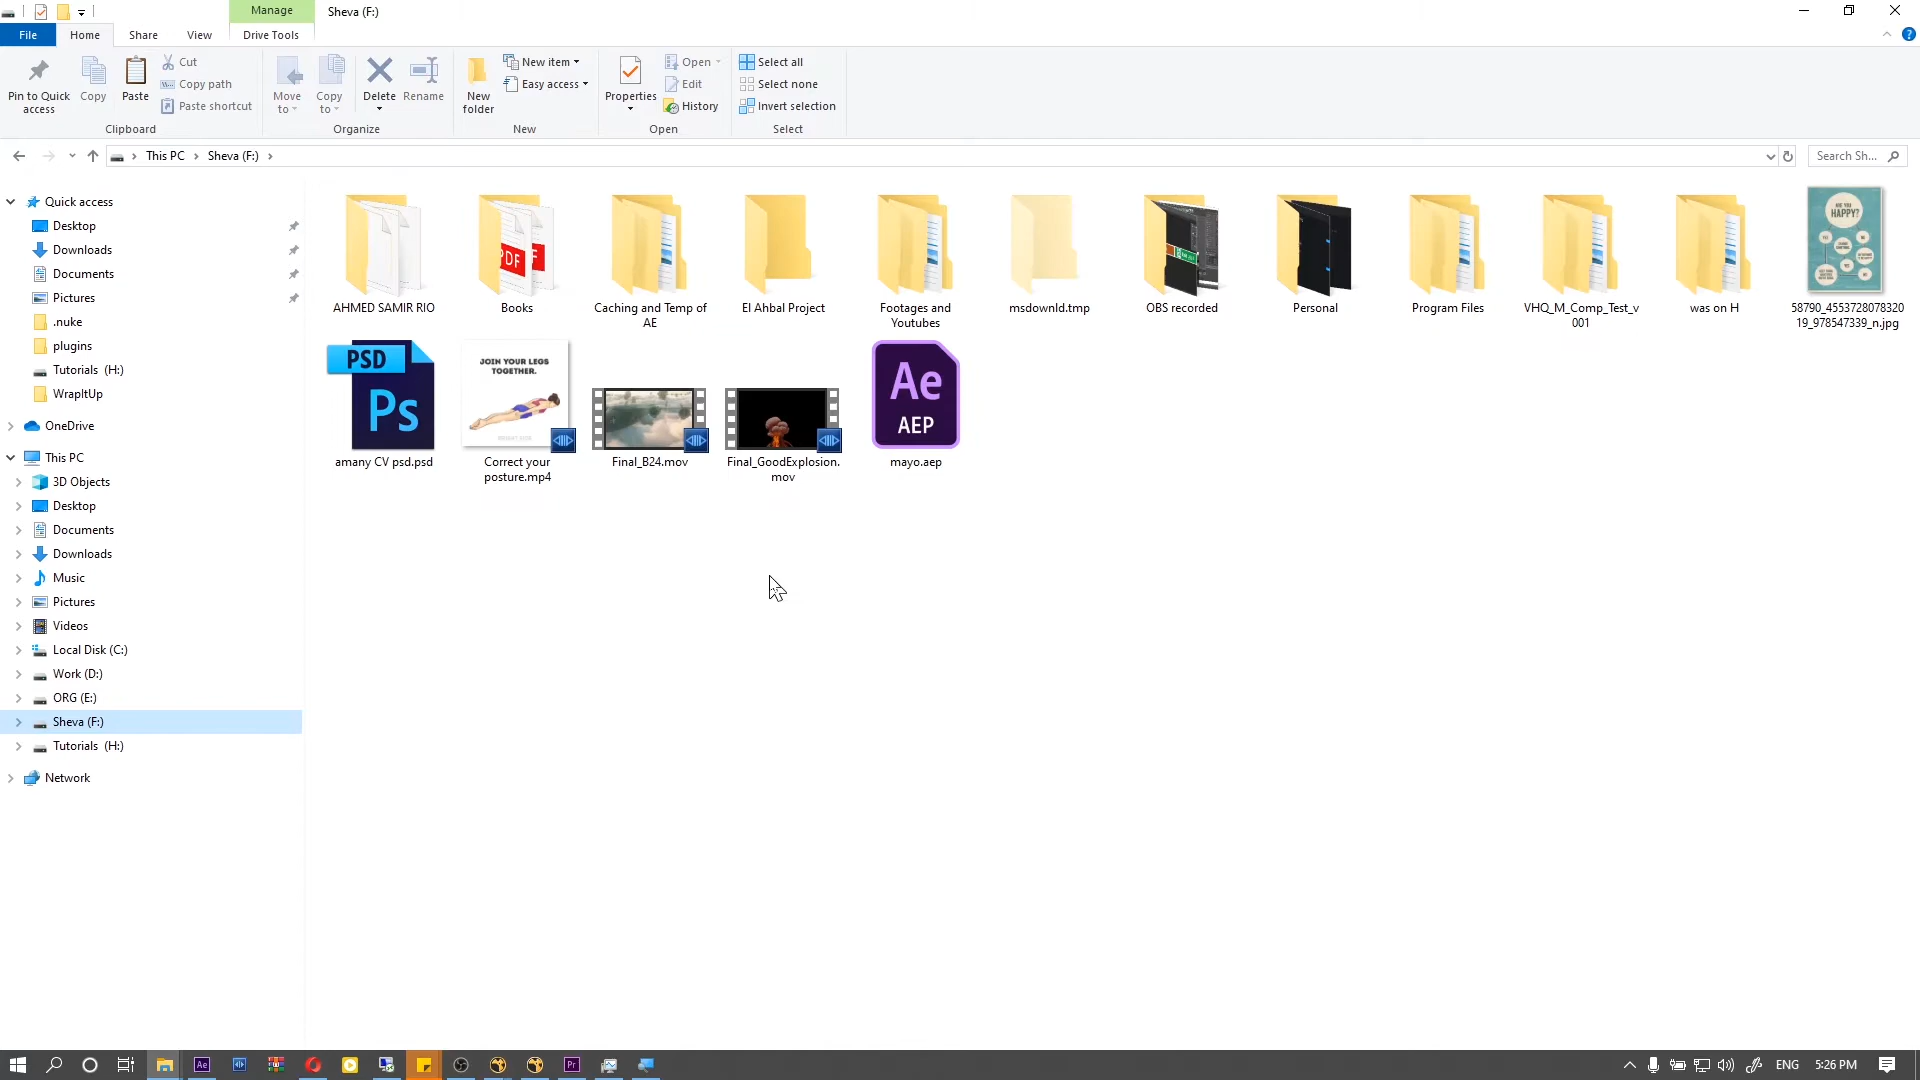 Manage
Sheva (F:)
File
Home
Share
View
Drive Tools
Pin to Quick
access
Copy
Paste
Cut
Copy path
Paste shortcut
Clipboard
Move
to
Copy
to
Delete
Rename
Organize
New
folder
New item
Easy access
New
Properties
Open
Edit
History
Open
Select all
Select none
Invert selection
Select
This PC
Sheva (F:)
Search Sh...
Quick access
Desktop
Downloads
Documents
Pictures
.nuke
plugins
Tutorials (H:)
WrapItUp
OneDrive
This PC
3D Objects
Desktop
Documents
Downloads
Music
Pictures
Videos
Local Disk (C:)
Work (D:)
ORG (E:)
Sheva (F:)
Tutorials (H:)
Network
AHMED SAMIR RIO
PDF
Books
Caching and Temp of
AE
El Ahbal Project
Footages and
Youtubes
msdownld.tmp
OBS recorded
Personal
Program Files
VHQ_M_Comp_Test_v
001
was on H
ARE YOU
HAPPY?
58790_4553728078320
19_978547339_n.jpg
PSD
Ps
amany CV psd.psd
JOIN YOUR LEGS
TOGETHER.
Correct your
posture.mp4
Final_B24.mov
Final_GoodExplosion.
mov
Ae
AEP
mayo.aep
Ae
Pr
ENG
5:26 PM